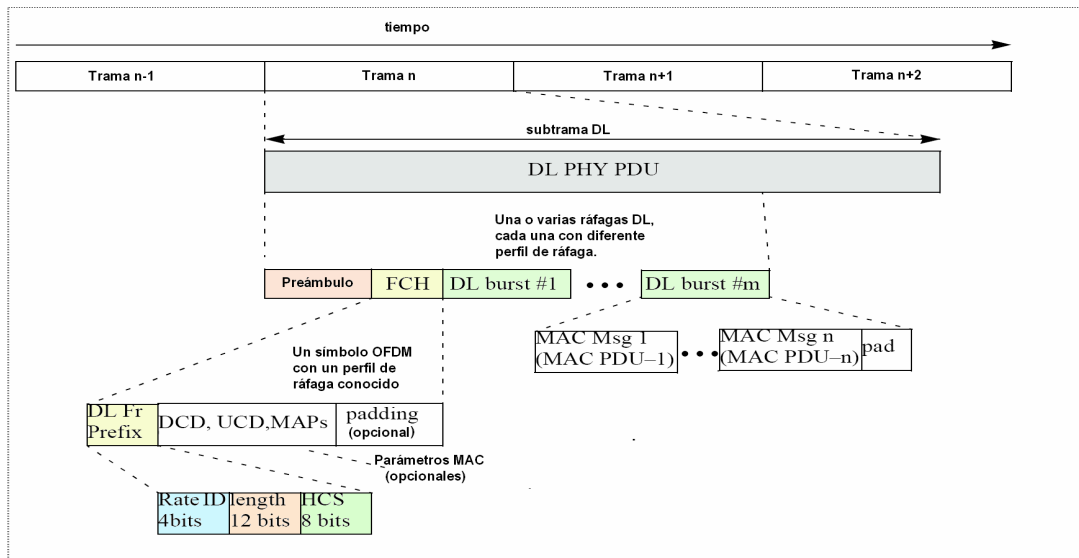 tiempo
Trama n-1
Trama n
Trama n+1
Trama n+2
subtrama DL
DL PHY PDU
Una o varias ráfagas DL,
cada una con diferente
perfil de ráfaga.
Preámbulo
FCH
DL burst #1
• • •
DL burst #m
MAC Msg 1
(MAC PDU–1)
• • •
MAC Msg n
(MAC PDU–n)
pad
Un símbolo OFDM
con un perfil de
ráfaga conocido
DL Fr
Prefix
DCD, UCD,MAPs
padding
(opcional)
Parámetros MAC
(opcionales)
Rate ID
4bits
length
12 bits
HCS
8 bits